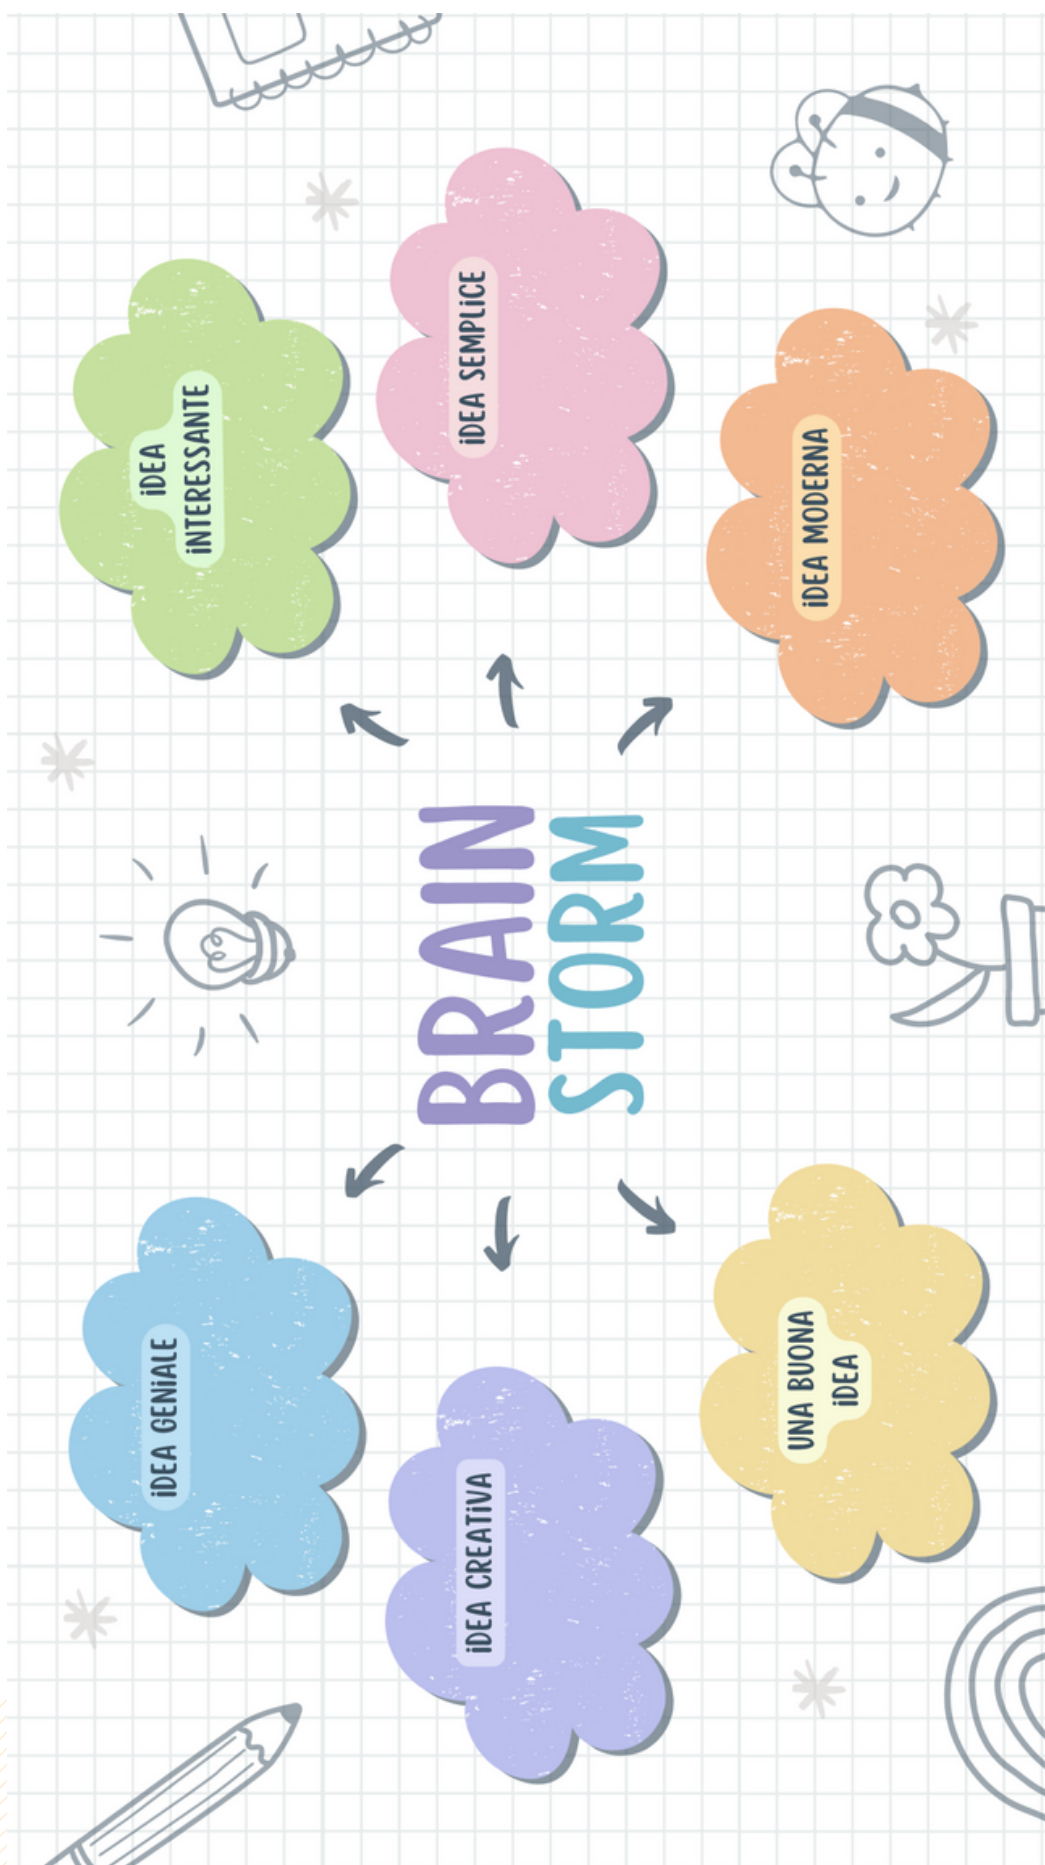 IDEA GENIALE
IDEA
INTERESSANTE
IDEA CREATIVA
BRAIN
STORM
IDEA SEMPLICE
UNA BUONA
IDEA
IDEA MODERNA